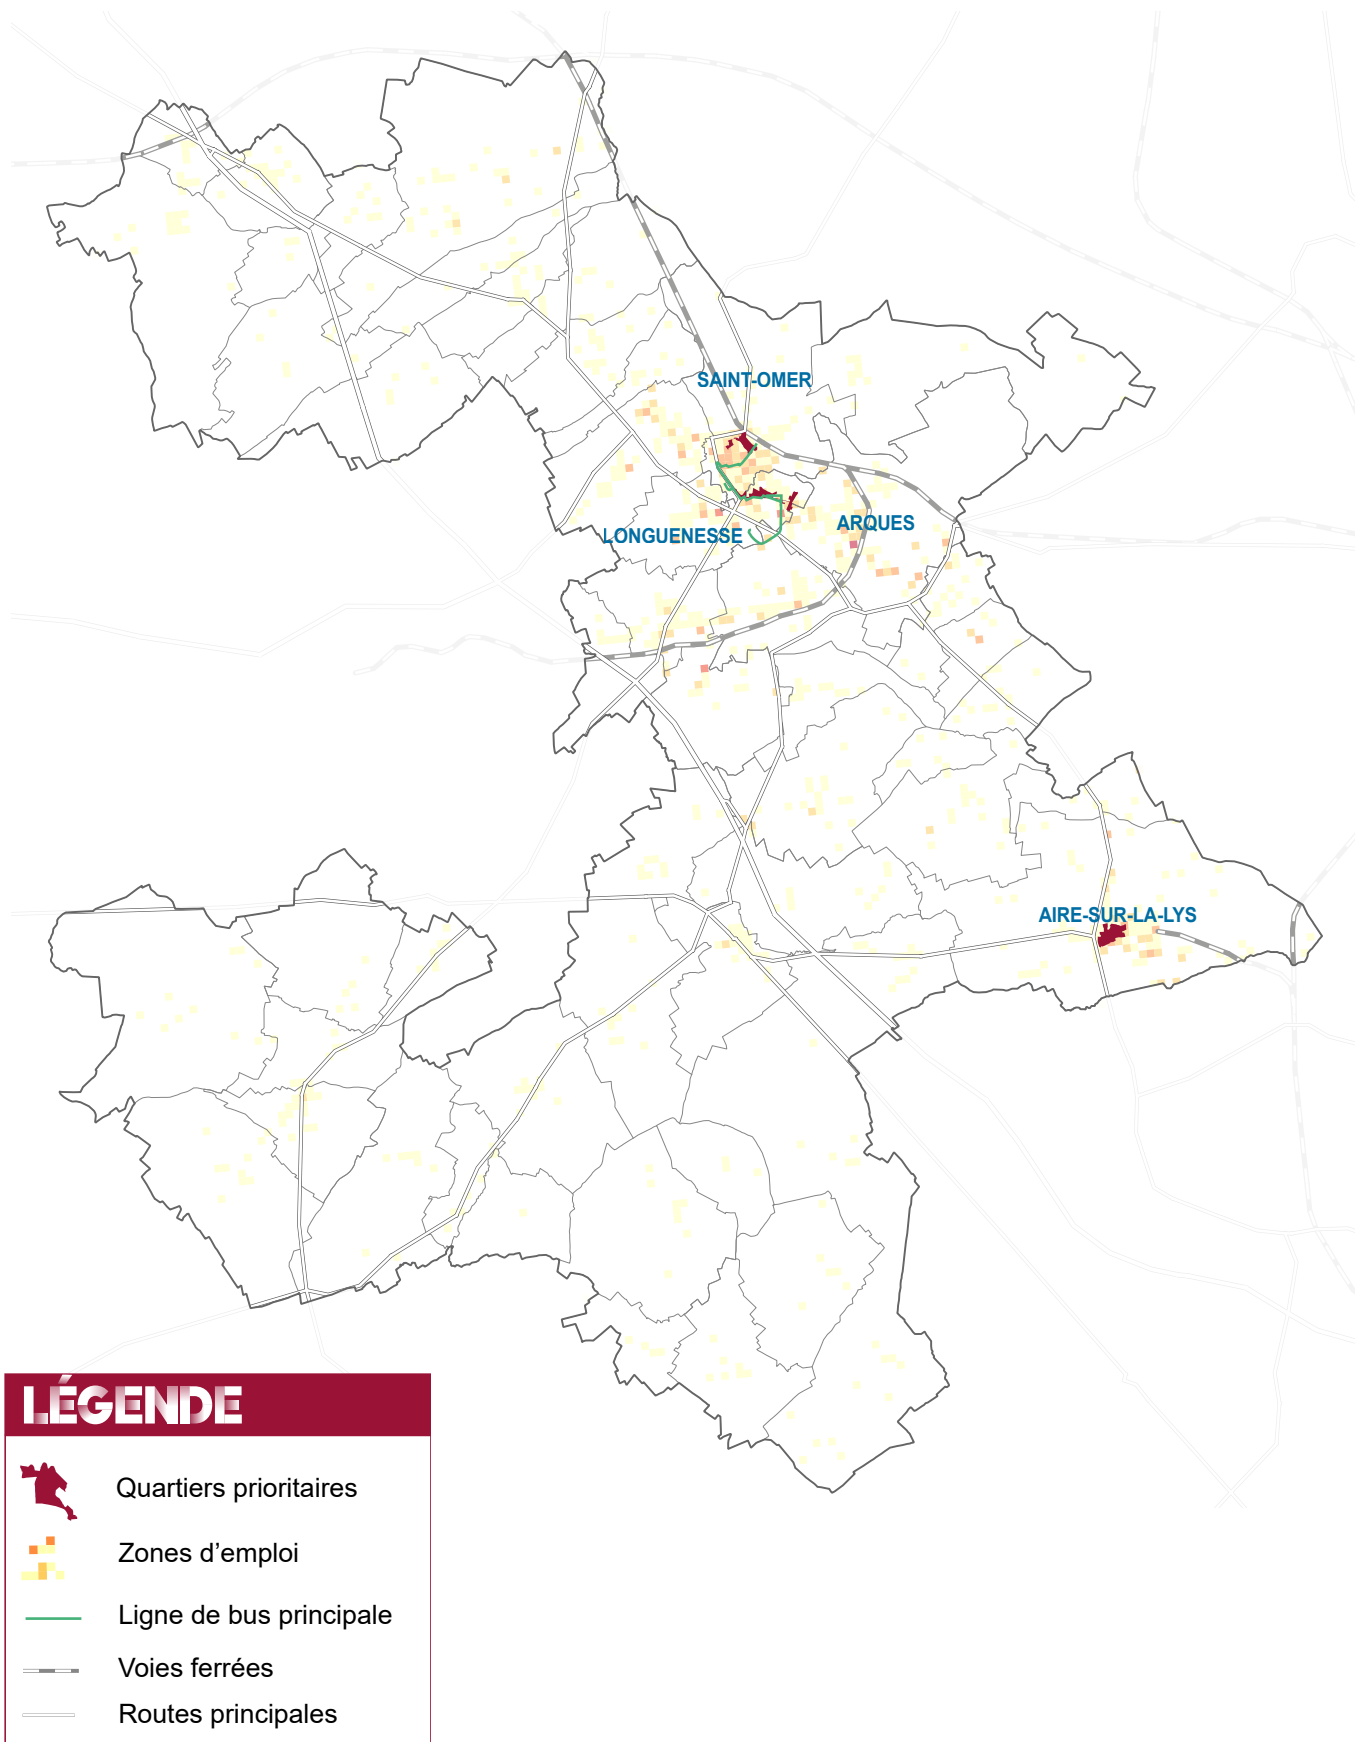 SAINT-OMER
ARQUES
LONGUENESSE
AIRE-SUR-LA-LYS
LÉGENDE
Quartiers prioritaires
Zones d’emploi
Ligne de bus principale
Voies ferrées
Routes principales